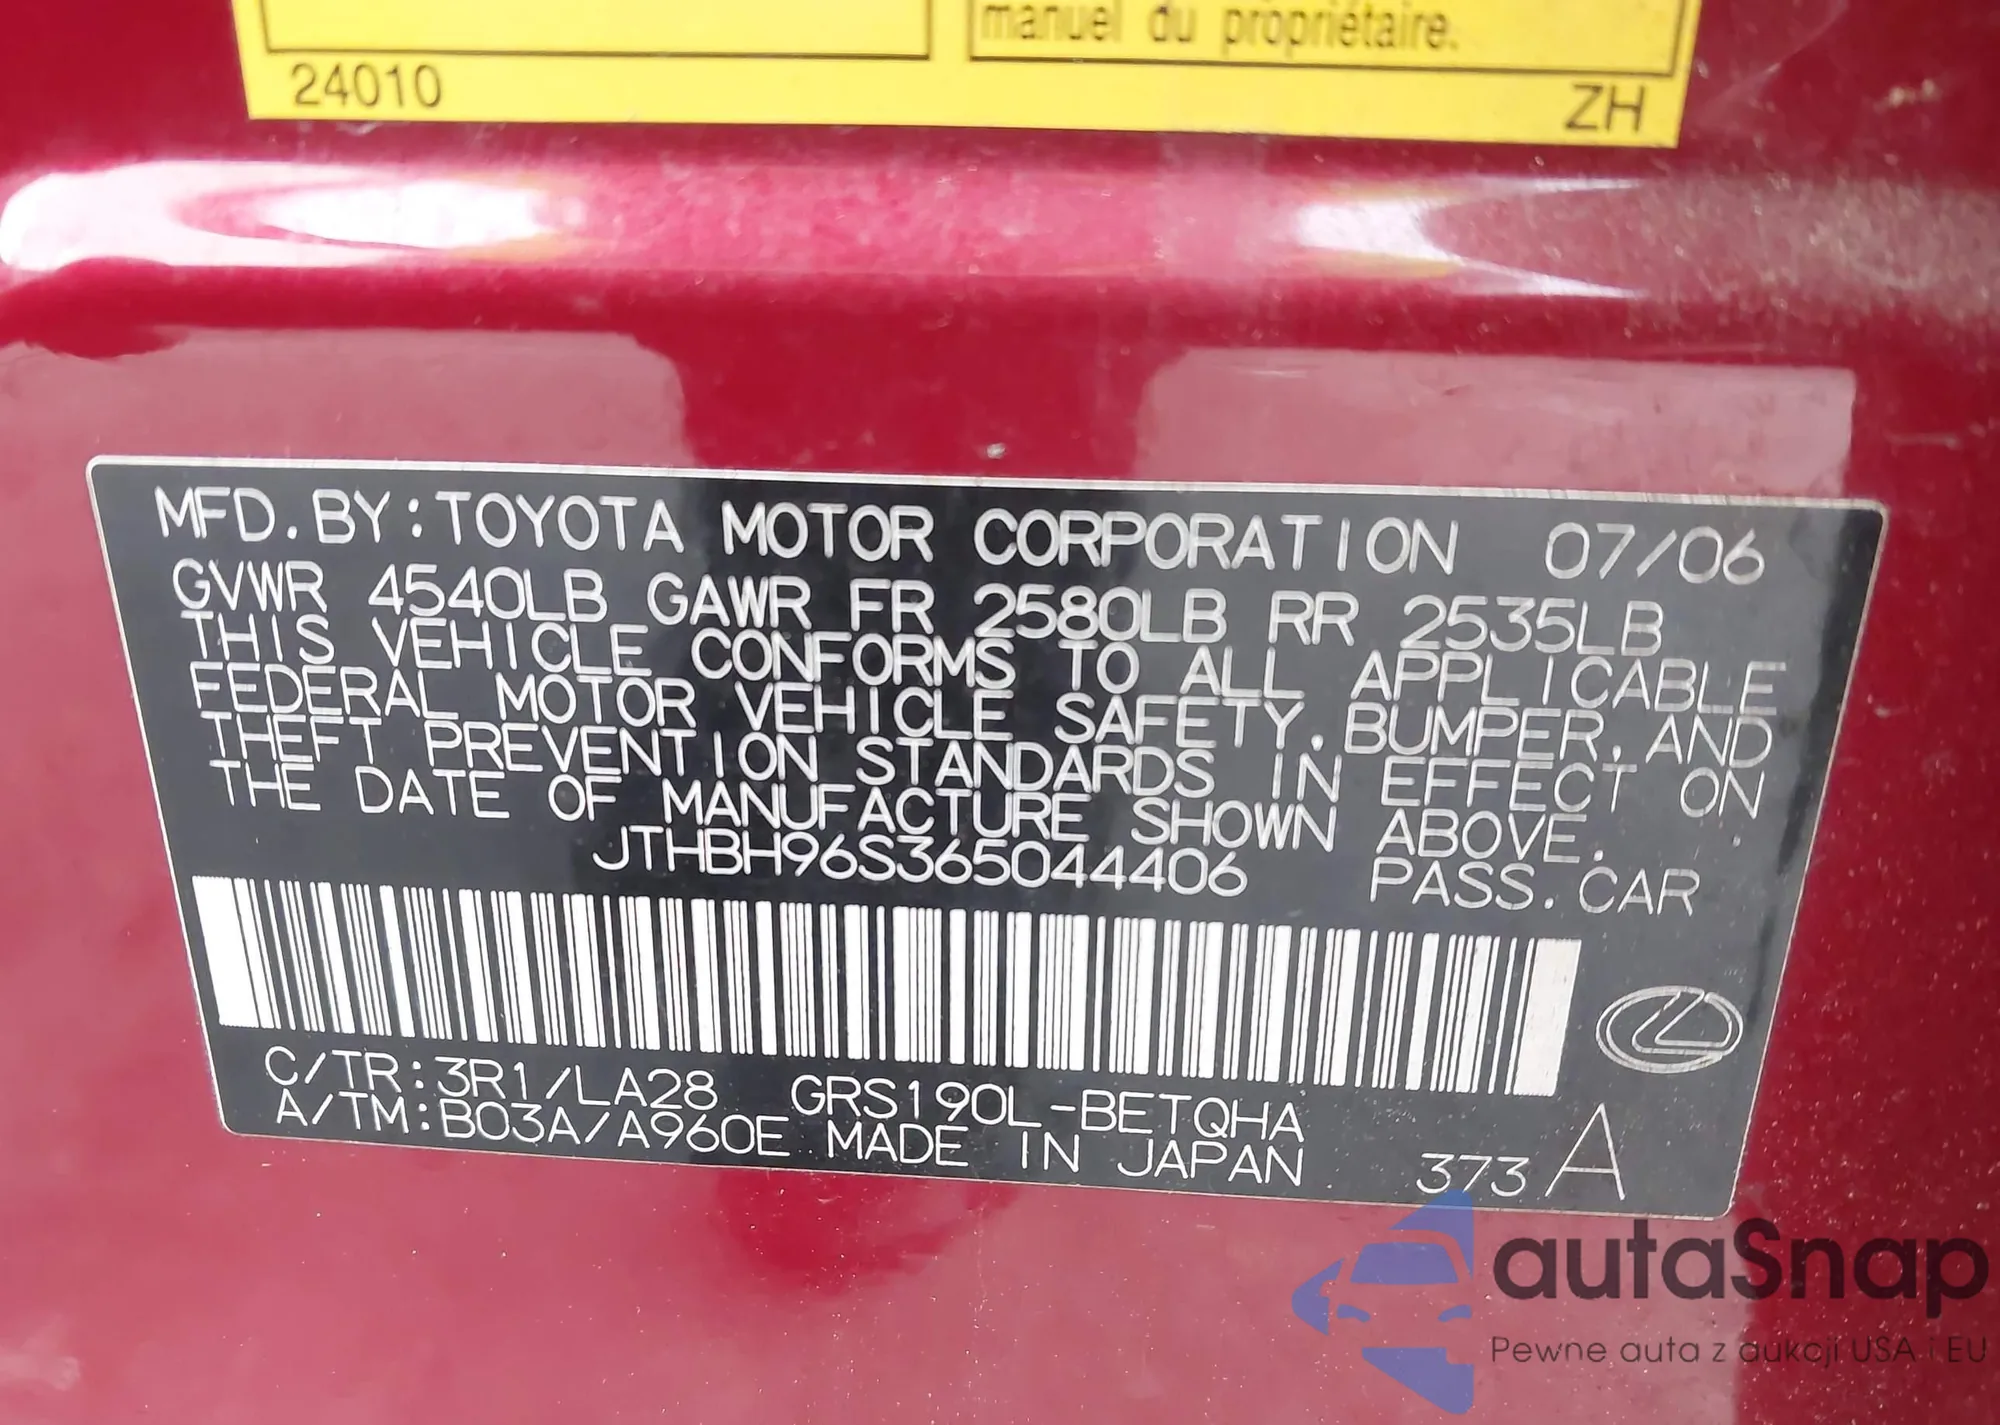 manuel du propriétaire.
24010
ZH
MFD.BY:TOYOTA MOTOR CORPORATION 07/06
GVWR 4540LB GAWR FR 2580LB RR 2535LB
THIS VEHICLE CONFORMS TO ALL APPLICABLE
FEDERAL MOTOR VEHICLE SAFETY,BUMPER,AND
THEFT PREVENTION STANDARDS IN EFFECT ON
THE DATE OF MANUFACTURE SHOWN ABOVE.
JTHBH96S365044406 PASS.CAR
C/TR:3R1/LA28 GRS190L-BETQHA
A/TM:B03A/A960E MADE IN JAPAN 373 A
autaSnap
Pewne auta z aukcji USA i EU